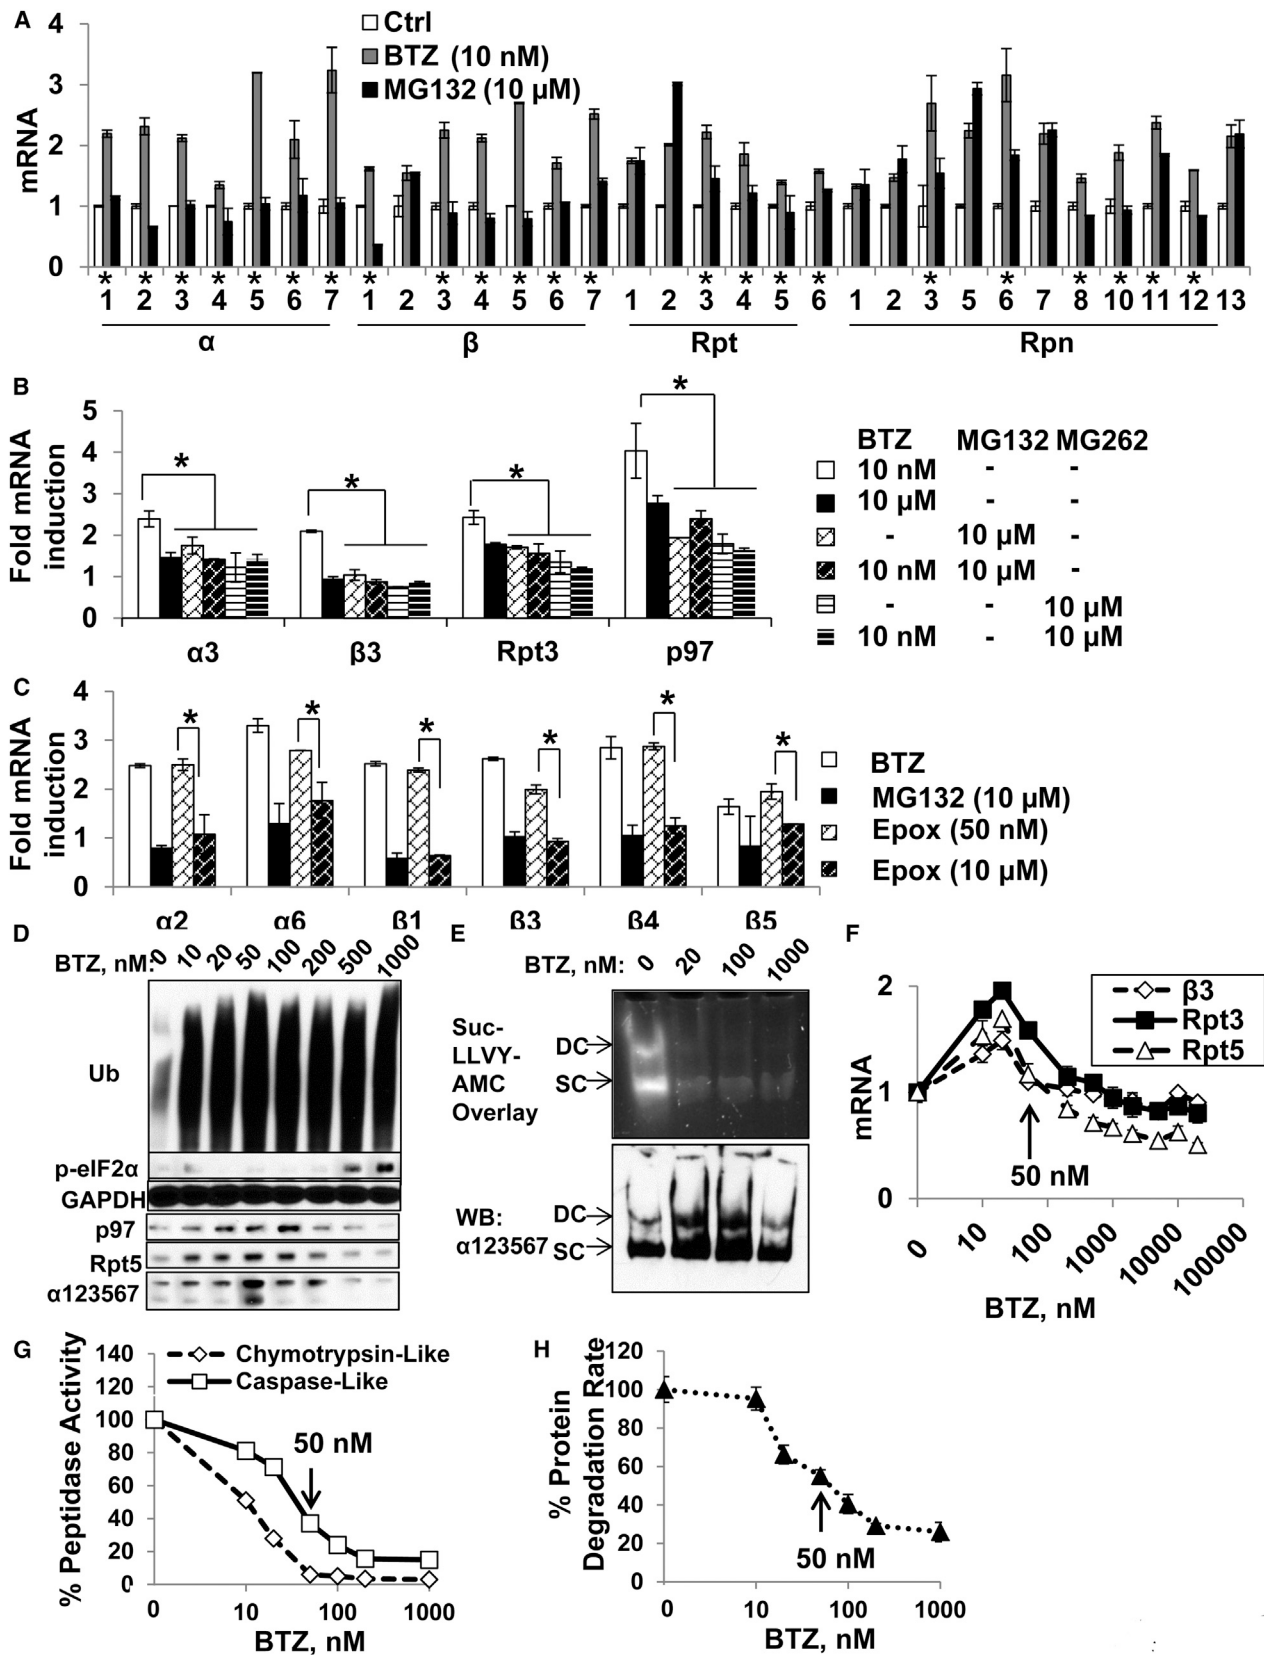 A
4
3
2
1
0
mRNA
Ctrl
BTZ (10 nM)
MG132 (10 µM)
* * * * * * * * * * * * * * * * * * * * * * *
1 2 3 4 5 6 7 1 2 3 4 5 6 7 1 2 3 4 5 6 1 2 3 5 6 7 8 10 11 12 13
α β Rpt Rpn
B
Fold mRNA
induction
5
4
3
2
1
0
* * * *
α3 β3 Rpt3 p97
BTZ MG132 MG262
10 nM - -
10 µM - -
- 10 µM -
10 nM 10 µM -
- - 10 µM
10 nM - 10 µM
C
Fold mRNA
induction
4
3
2
1
0
* * * * * *
α2 α6 ß1 ß3 ß4 ß5
BTZ
MG132 (10 µM)
Epox (50 nM)
Epox (10 µM)
D
BTZ, nM: 0 10 20 50 100 200 500 1000
Ub
p-eIF2α
GAPDH
p97
Rpt5
α123567
E
BTZ, nM: 0 20 100 1000
Suc-
LLVY-
AMC
Overlay
DC
SC
WB:
α123567
DC
SC
F
mRNA
2
1
0
β3
Rpt3
Rpt5
50 nM
0 10 100 1000 10000 100000
BTZ, nM
G
% Peptidase Activity
140
120
100
80
60
40
20
0
Chymotrypsin-Like
Caspase-Like
50 nM
0 10 100 1000
BTZ, nM
H
% Protein
Degradation Rate
120
100
80
60
40
20
0
50 nM
0 10 100 1000
BTZ, nM